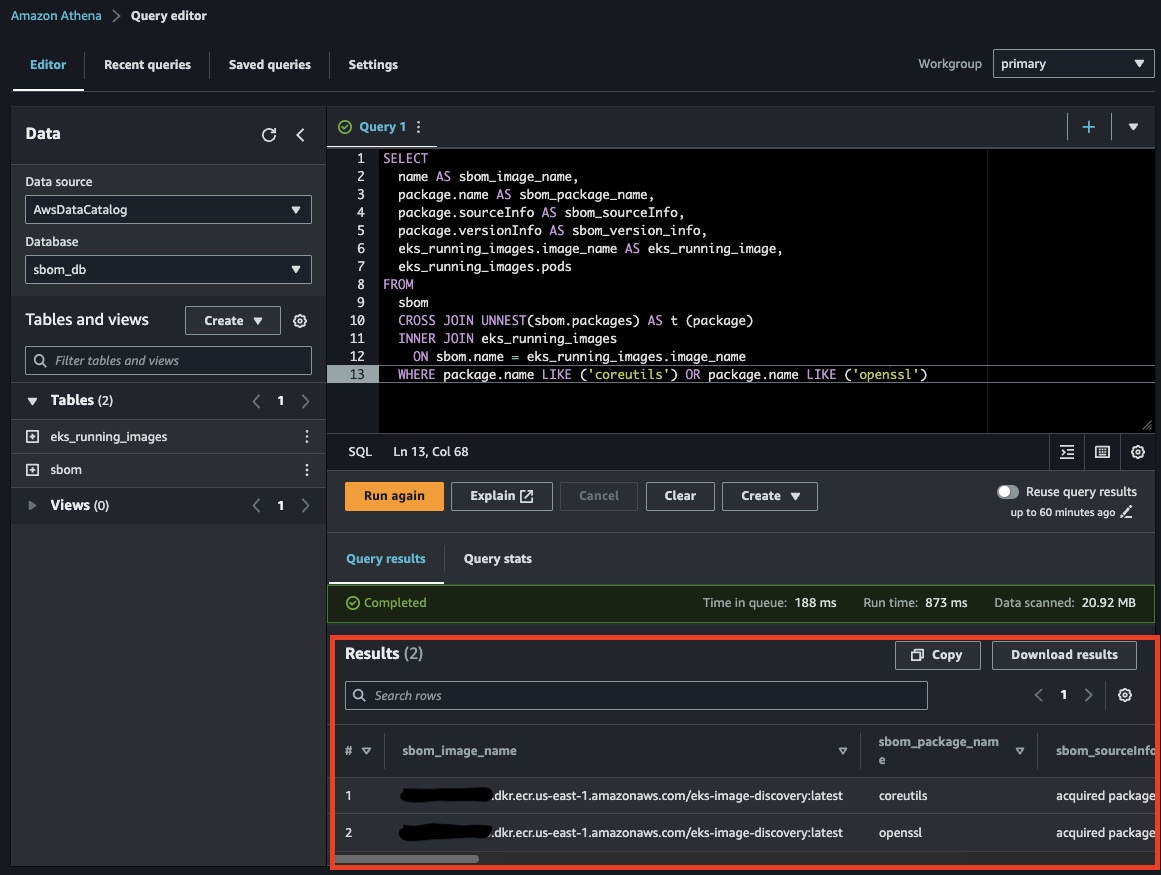 Amazon Athena > Query editor
Editor Recent queries Saved queries Settings Workgroup primary
Data
Data source
AwsDataCatalog
Database
sbom_db
Tables and views Create
Filter tables and views
Tables (2) 1
eks_running_images
sbom
Views (0) 1
Query 1
1 SELECT
2 name AS sbom_image_name,
3 package.name AS sbom_package_name,
4 package.sourceInfo AS sbom_sourceInfo,
5 package.versionInfo AS sbom_version_info,
6 eks_running_images.image_name AS eks_running_image,
7 eks_running_images.pods
8 FROM
9 sbom
10 CROSS JOIN UNNEST(sbom.packages) AS t (package)
11 INNER JOIN eks_running_images
12 ON sbom.name = eks_running_images.image_name
13 WHERE package.name LIKE ('coreutils') OR package.name LIKE ('openssl')
SQL Ln 13, Col 68
Run again Explain Cancel Clear Create Reuse query results
up to 60 minutes ago
Query results Query stats
Completed Time in queue: 188 ms Run time: 873 ms Data scanned: 20.92 MB
Results (2) Copy Download results
Search rows 1
# sbom_image_name sbom_package_nam
e sbom_sourceInfo
1 .dkr.ecr.us-east-1.amazonaws.com/eks-image-discovery:latest coreutils acquired package
2 .dkr.ecr.us-east-1.amazonaws.com/eks-image-discovery:latest openssl acquired package